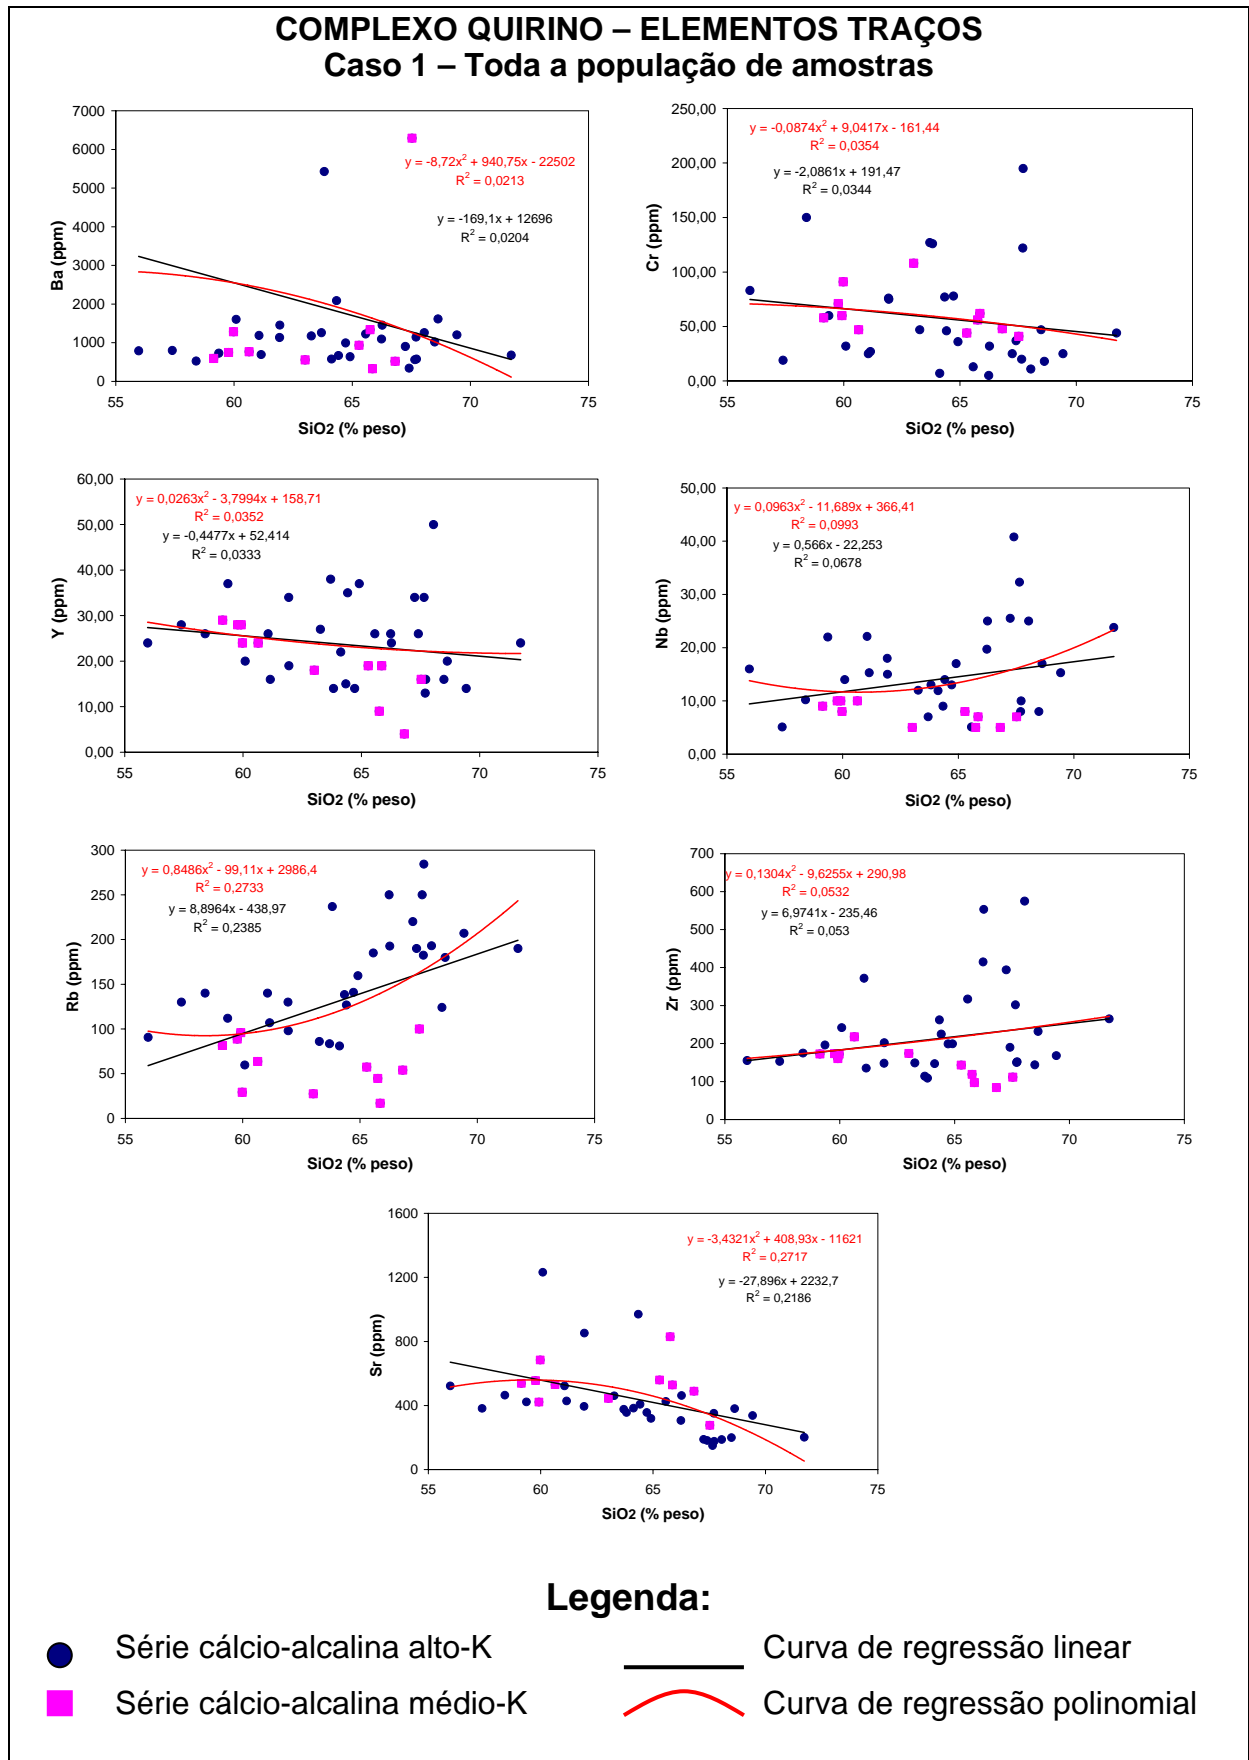 COMPLEXO QUIRINO – ELEMENTOS TRAÇOS
Caso 1 – Toda a população de amostras
7000
6000
5000
4000
3000
2000
1000
0
55 60 65 70 75
Ba (ppm)
SiO2 (% peso)
y = -8,72x² + 940,75x - 22502
R² = 0,0213
y = -169,1x + 12696
R² = 0,0204
250,00
200,00
150,00
100,00
50,00
0,00
55 60 65 70 75
Cr (ppm)
SiO2 (% peso)
y = -0,0874x² + 9,0417x - 161,44
R² = 0,0354
y = -2,0861x + 191,47
R² = 0,0344
60,00
50,00
40,00
30,00
20,00
10,00
0,00
55 60 65 70 75
Y (ppm)
SiO2 (% peso)
y = 0,0263x² - 3,7994x + 158,71
R² = 0,0352
y = -0,4477x + 52,414
R² = 0,0333
50,00
40,00
30,00
20,00
10,00
0,00
55 60 65 70 75
Nb (ppm)
SiO2 (% peso)
y = 0,0963x² - 11,689x + 366,41
R² = 0,0993
y = 0,566x - 22,253
R² = 0,0678
300
250
200
150
100
50
0
55 60 65 70 75
Rb (ppm)
SiO2 (% peso)
y = 0,8486x² - 99,11x + 2986,4
R² = 0,2733
y = 8,8964x - 438,97
R² = 0,2385
700
600
500
400
300
200
100
0
55 60 65 70 75
Zr (ppm)
SiO2 (% peso)
y = 0,1304x² - 9,6255x + 290,98
R² = 0,0532
y = 6,9741x - 235,46
R² = 0,053
1600
1200
800
400
0
55 60 65 70 75
Sr (ppm)
SiO2 (% peso)
y = -3,4321x² + 408,93x - 11621
R² = 0,2717
y = -27,896x + 2232,7
R² = 0,2186
Legenda:
Série cálcio-alcalina alto-K
Curva de regressão linear
Série cálcio-alcalina médio-K
Curva de regressão polinomial